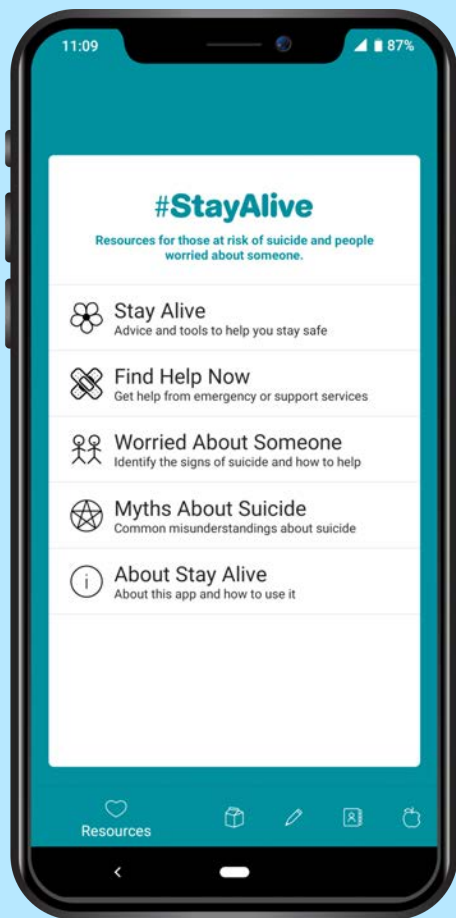 11:09
87%
#StayAlive
Resources for those at risk of suicide and people
worried about someone.
Stay Alive
Advice and tools to help you stay safe
Find Help Now
Get help from emergency or support services
Worried About Someone
Identify the signs of suicide and how to help
Myths About Suicide
Common misunderstandings about suicide
i
About Stay Alive
About this app and how to use it
Resources